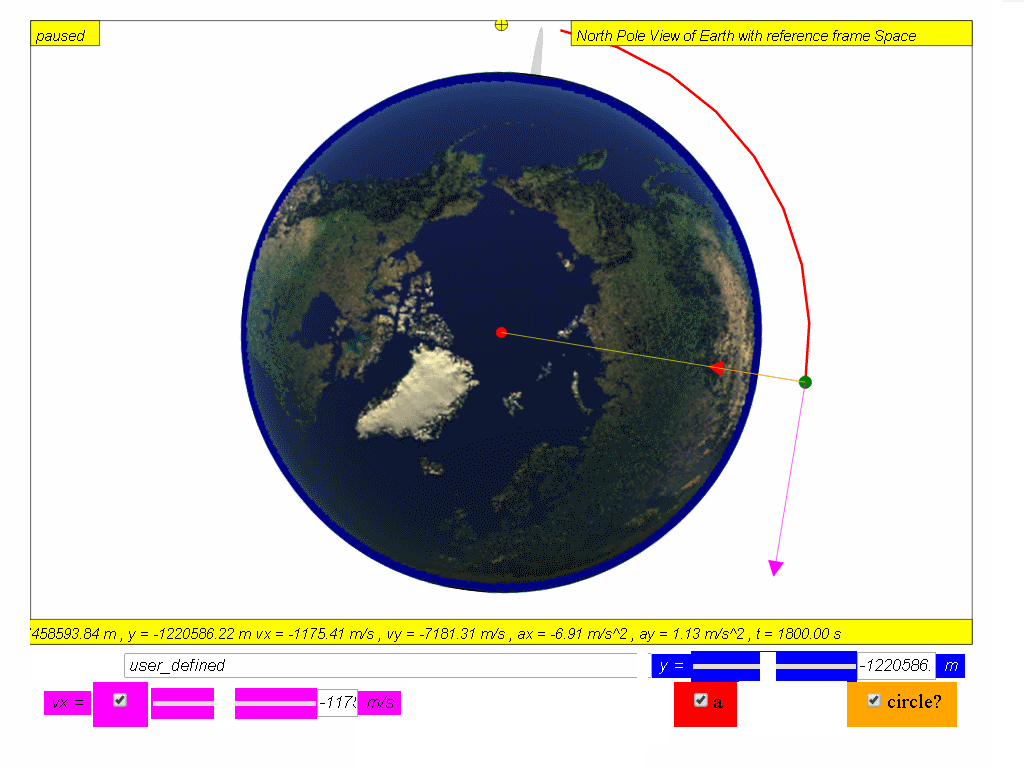 paused
North Pole View of Earth with reference frame Space
458593.84 m , y = -1220586.22 m vx = -1175.41 m/s , vy = -7181.31 m/s , ax = -6.91 m/s^2 , ay = 1.13 m/s^2 , t = 1800.00 s
user_defined y = -1220586. m
vx = -1175 m/s a circle?